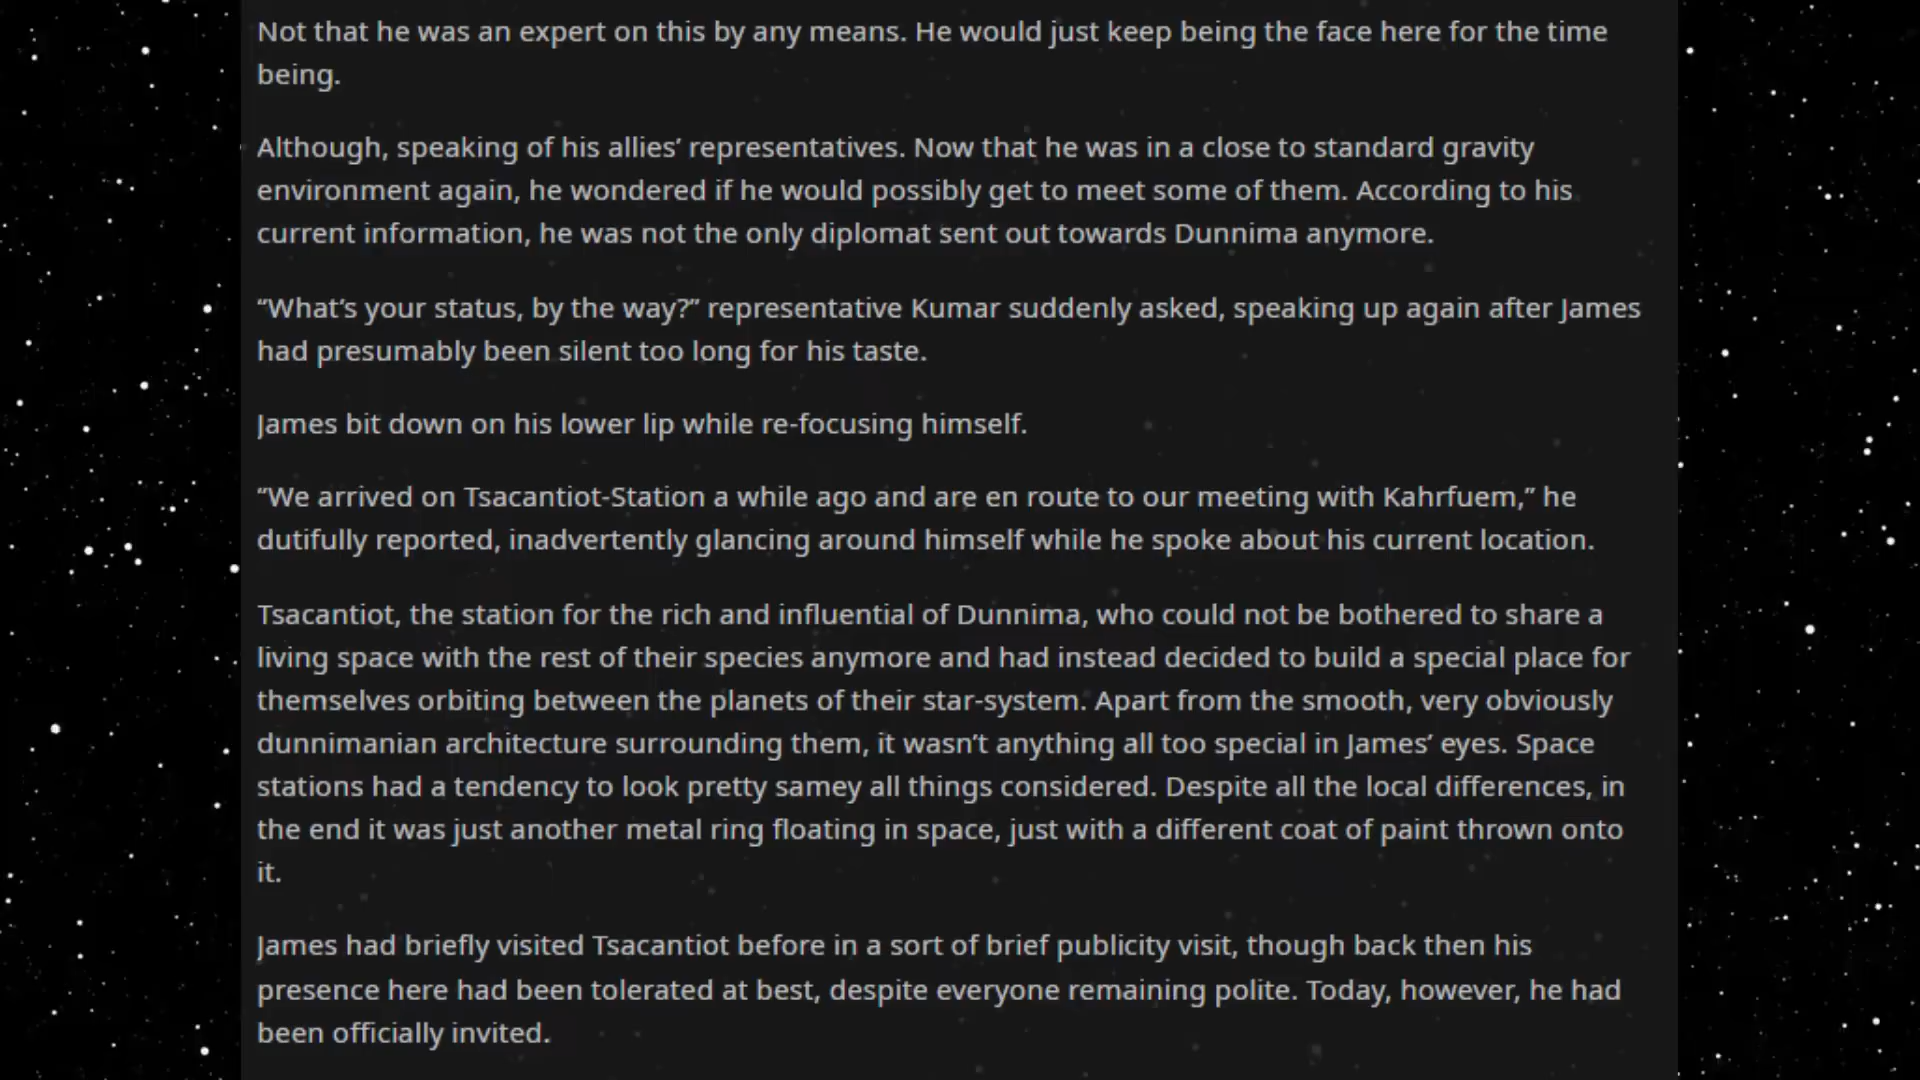 Not that he was an expert on this by any means. He would just keep being the face here for the time
being.
Although, speaking of his allies’ representatives. Now that he was in a close to standard gravity
environment again, he wondered if he would possibly get to meet some of them. According to his
current information, he was not the only diplomat sent out towards Dunnima anymore.
“What’s your status, by the way?” representative Kumar suddenly asked, speaking up again after James
had presumably been silent too long for his taste.
James bit down on his lower lip while re-focusing himself.
“We arrived on Tsacantiot-Station a while ago and are en route to our meeting with Kahrfuem,” he
dutifully reported, inadvertently glancing around himself while he spoke about his current location.
Tsacantiot, the station for the rich and influential of Dunnima, who could not be bothered to share a
living space with the rest of their species anymore and had instead decided to build a special place for
themselves orbiting between the planets of their star-system. Apart from the smooth, very obviously
dunnimanian architecture surrounding them, it wasn’t anything all too special in James’ eyes. Space
stations had a tendency to look pretty samey all things considered. Despite all the local differences, in
the end it was just another metal ring floating in space, just with a different coat of paint thrown onto
it.
James had briefly visited Tsacantiot before in a sort of brief publicity visit, though back then his
presence here had been tolerated at best, despite everyone remaining polite. Today, however, he had
been officially invited.